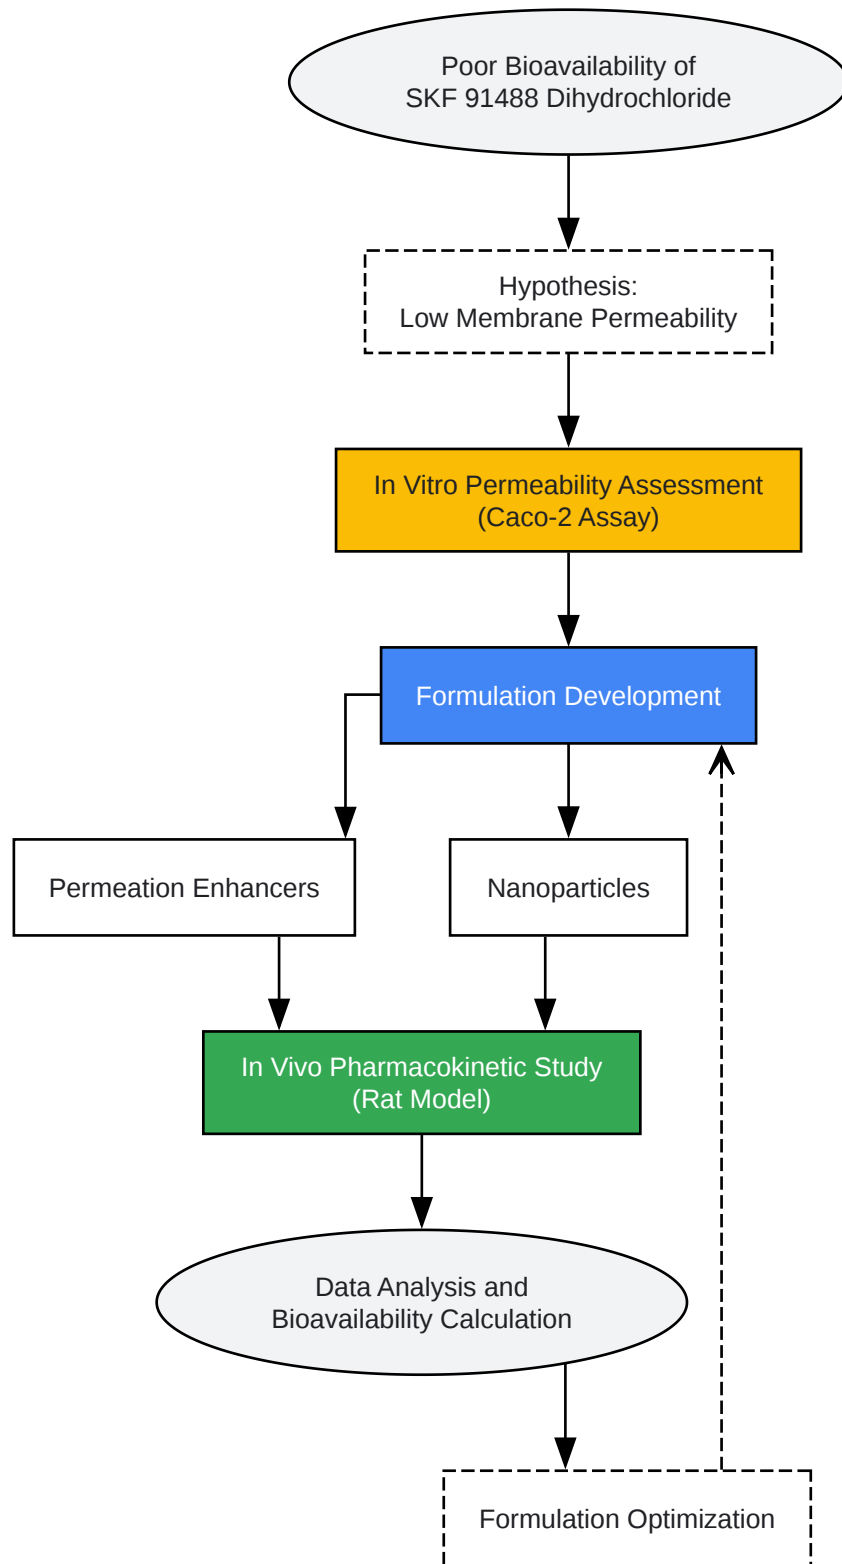 Poor Bioavailability of
SKF 91488 Dihydrochloride
Hypothesis:
Low Membrane Permeability
In Vitro Permeability Assessment
(Caco-2 Assay)
Formulation Development
Permeation Enhancers
Nanoparticles
In Vivo Pharmacokinetic Study
(Rat Model)
Data Analysis and
Bioavailability Calculation
Formulation Optimization